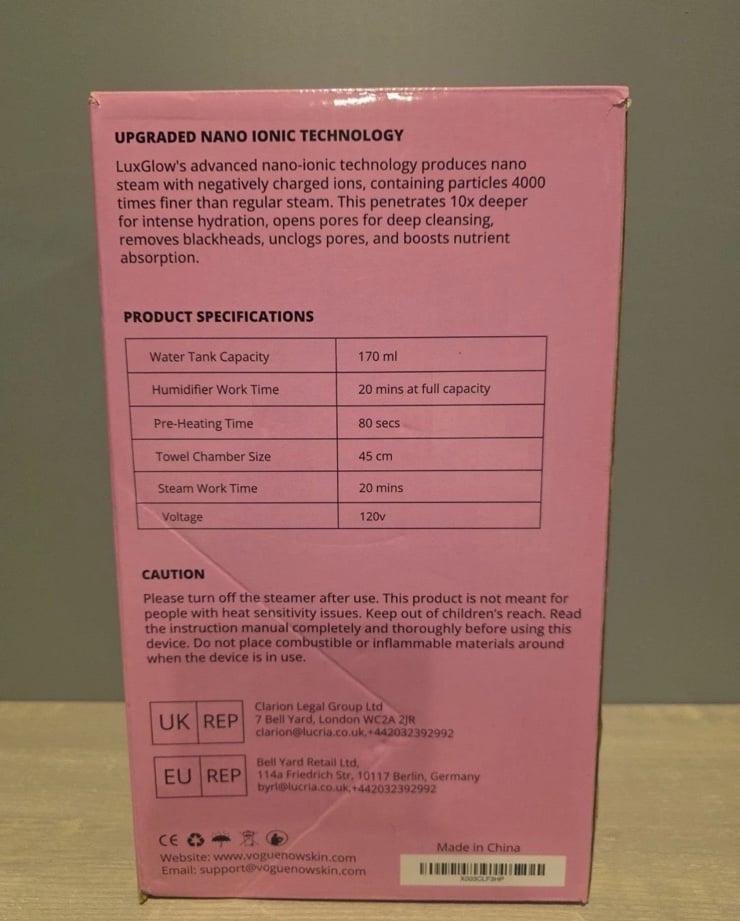 UPGRADED NANO IONIC TECHNOLOGY
LuxGlow's advanced nano-ionic technology produces nano
steam with negatively charged ions, containing particles 4000
times finer than regular steam. This penetrates 10x deeper
for intense hydration, opens pores for deep cleansing,
removes blackheads, unclogs pores, and boosts nutrient
absorption.
PRODUCT SPECIFICATIONS
Water Tank Capacity 170 ml
Humidifier Work Time 20 mins at full capacity
Pre-Heating Time 80 secs
Towel Chamber Size 45 cm
Steam Work Time 20 mins
Voltage 120v
CAUTION
Please turn off the steamer after use. This product is not meant for
people with heat sensitivity issues. Keep out of children's reach. Read
the instruction manual completely and thoroughly before using this
device. Do not place combustible or inflammable materials around
when the device is in use.
UK REP
Clarion Legal Group Ltd
7 Bell Yard, London WC2A 2JR
clarion@lucria.co.uk,+442032392992
EU REP
Bell Yard Retail Ltd,
114a Friedrich Str, 10117 Berlin, Germany
byrl@lucria.co.uk,+442032392992
CE
Website: www.voguenowskin.com
Email: support@voguenowskin.com
Made in China